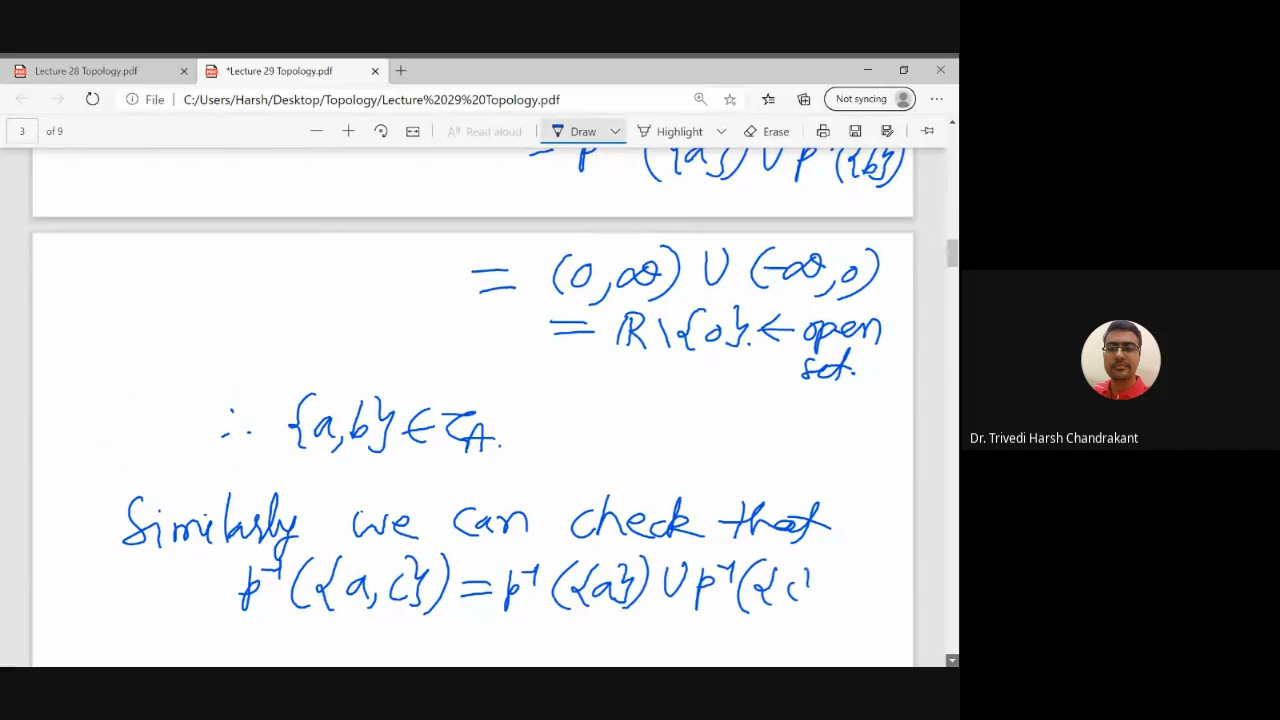 Lecture 28 Topology.pdf
*Lecture 29 Topology.pdf
File
C:/Users/Harsh/Desktop/Topology/Lecture%2029%20Topology.pdf
Not syncing
3 of 9
Read aloud
Draw
Highlight
Erase
= p ({a}) ∪ p ({b})
= (0,∞) ∪ (-∞,0)
= ℝ\{0}. ← open set.
∴ {a,b} ∈ τ_A.
Similarly we can check that
p⁻¹({a,c}) = p⁻¹({a}) ∪ p⁻¹({c
Dr. Trivedi Harsh Chandrakant